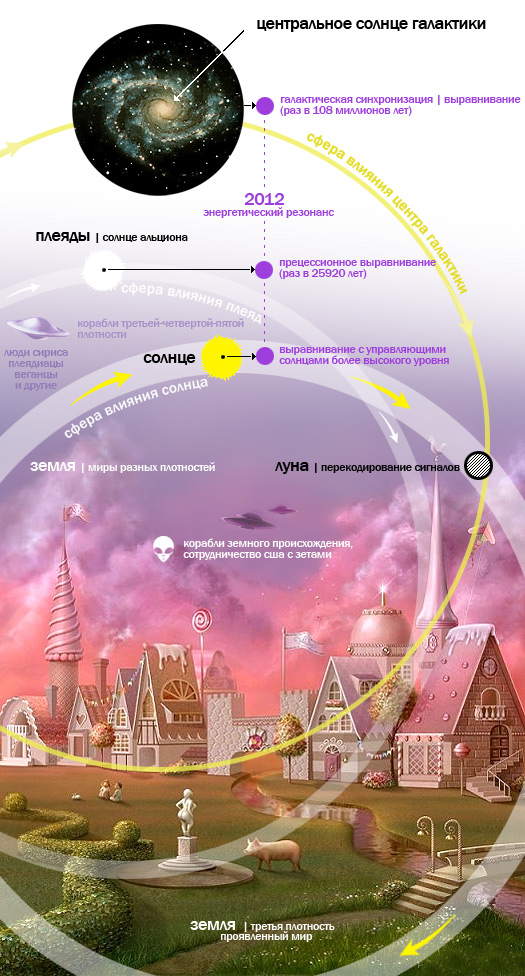 центральное солнце галактики
галактическая синхронизация | выравнивание
(раз в 108 миллионов лет)
сфера влияния центра галактики
2012
энергетический резонанс
плеяды | солнце альциона
прецессионное выравнивание
(раз в 25920 лет)
сфера влияния плеяд
корабли третьей-четвертой-пятой
плотности
люди сириса
плеядиацы
веганцы
и другие
солнце
выравнивание с управляющими
солнцами более высокого уровня
сфера влияния солнца
земля | миры разных плотностей
луна | перекодирование сигналов
корабли земного происхождения,
сотрудничество сша с зетами
земля | третья плотность
проявленный мир